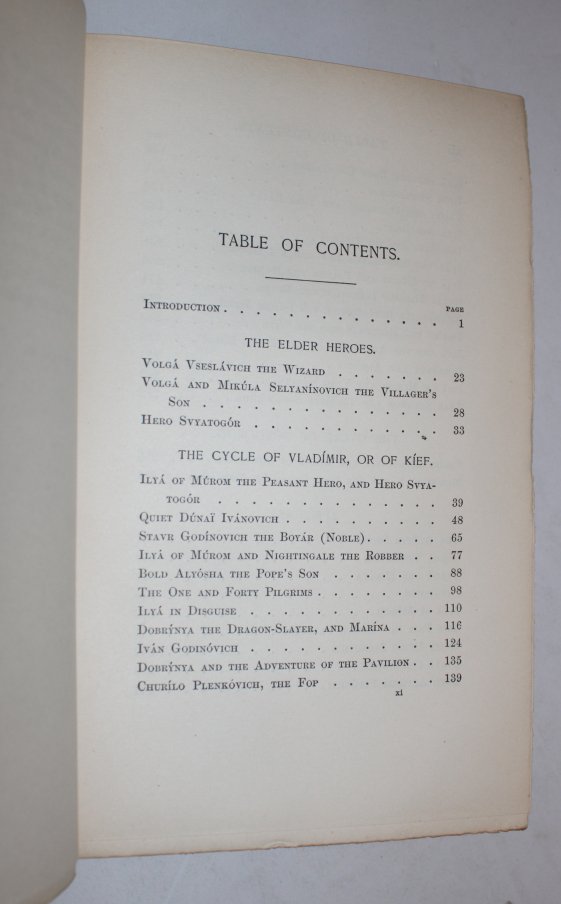 TABLE OF CONTENTS.
PAGE
INTRODUCTION . . . . . . . . . . . . . . 1
THE ELDER HEROES.
VOLGÁ VSESLÁVICH THE WIZARD . . . . . . . 23
VOLGÁ AND MIKÚLA SELYANÍNOVICH THE VILLAGER'S
SON . . . . . . . . . . . . . . . 28
HERO SVYATOGÓR . . . . . . . . . . . . 33
THE CYCLE OF VLADÍMIR, OR OF KÍEF.
ILYÁ OF MÚROM THE PEASANT HERO, AND HERO SVYA-
TOGÓR . . . . . . . . . . . . . . 39
QUIET DÚNAÏ IVÁNOVICH . . . . . . . . . . 48
STAVR GODÍNOVICH THE BOYÁR (NOBLE) . . . . . 65
ILYÁ OF MÚROM AND NIGHTINGALE THE ROBBER . . 77
BOLD ALYÓSHA THE POPE'S SON . . . . . . . 88
THE ONE AND FORTY PILGRIMS . . . . . . . . 98
ILYÁ IN DISGUISE . . . . . . . . . . . . 110
DOBRÝNYA THE DRAGON-SLAYER, AND MARÍNA . . . 116
IVÁN GODINÓVICH . . . . . . . . . . . . 124
DOBRÝNYA AND THE ADVENTURE OF THE PAVILION . . 135
CHURÍLO PLENKÓVICH, THE FOP . . . . . . . 139
xi